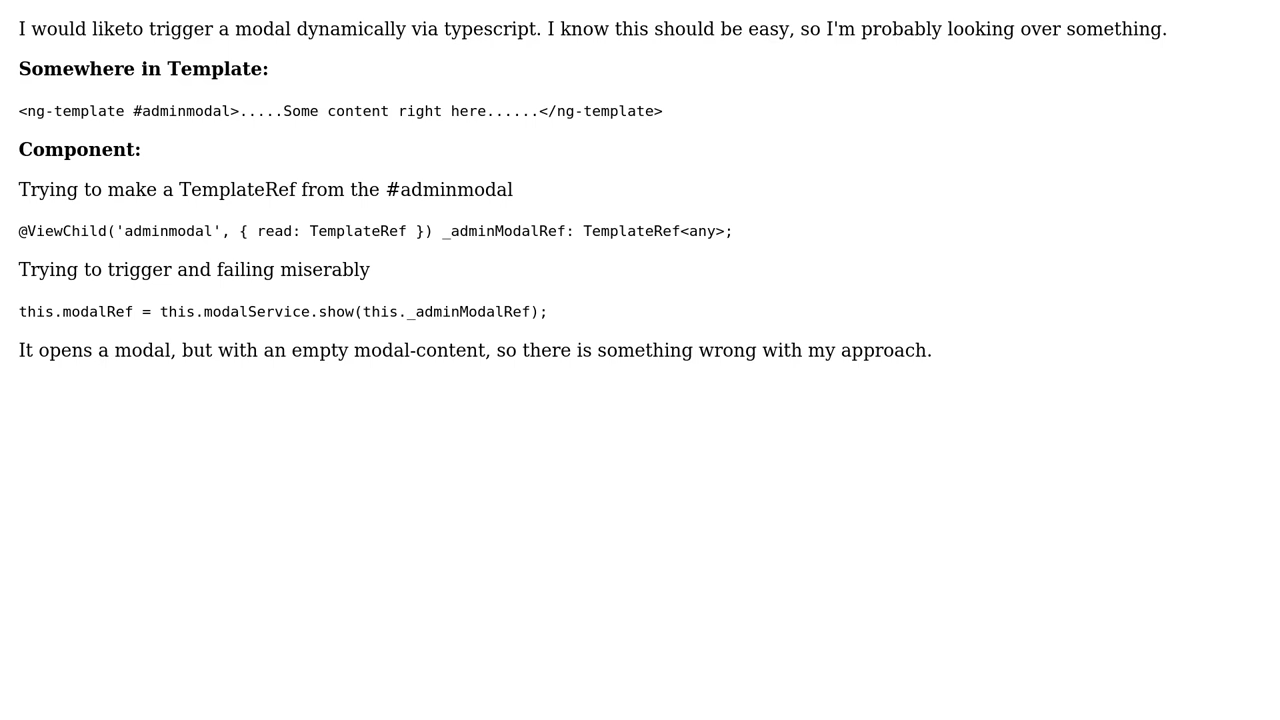 I would liketo trigger a modal dynamically via typescript. I know this should be easy, so I'm probably looking over something.
Somewhere in Template:
<ng-template #adminmodal>.....Some content right here......</ng-template>
Component:
Trying to make a TemplateRef from the #adminmodal
@ViewChild('adminmodal', { read: TemplateRef }) _adminModalRef: TemplateRef<any>;
Trying to trigger and failing miserably
this.modalRef = this.modalService.show(this._adminModalRef);
It opens a modal, but with an empty modal-content, so there is something wrong with my approach.